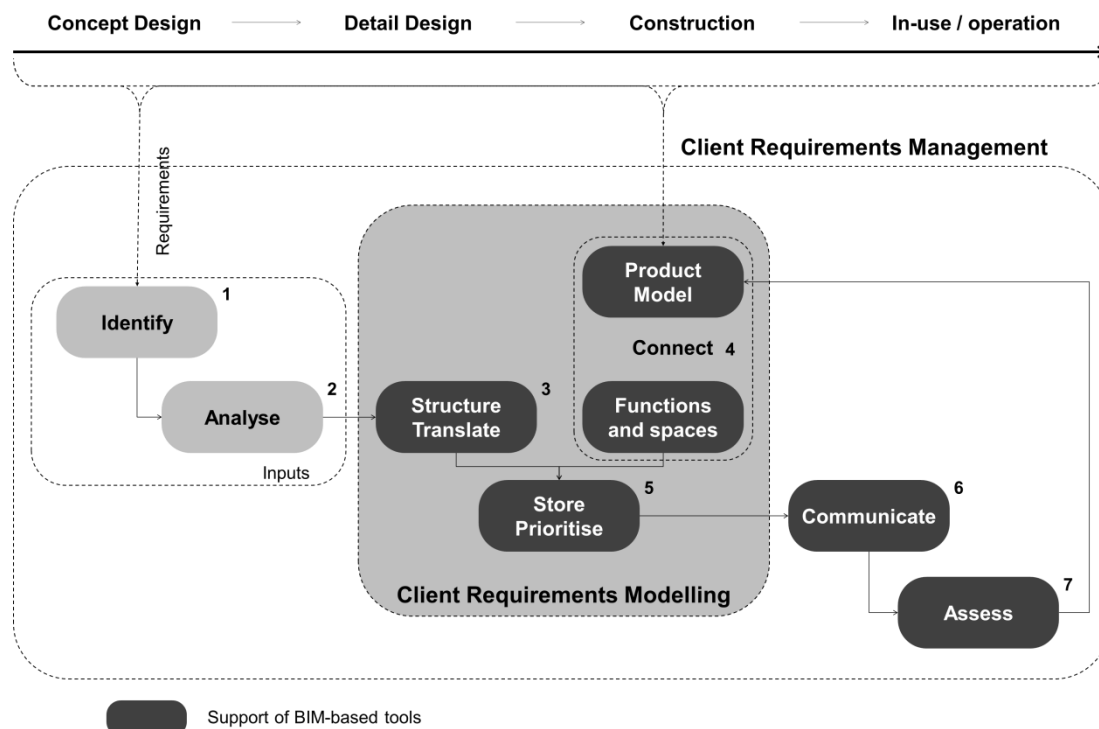 Concept Design
Detail Design
Construction
In-use / operation
Client Requirements Management
Requirements
Product
Model
1
Identify
Connect 4
2
Analyse
3
Structure
Translate
Functions
and spaces
Inputs
5
Store
Prioritise
6
Communicate
Client Requirements Modelling
7
Assess
Support of BIM-based tools